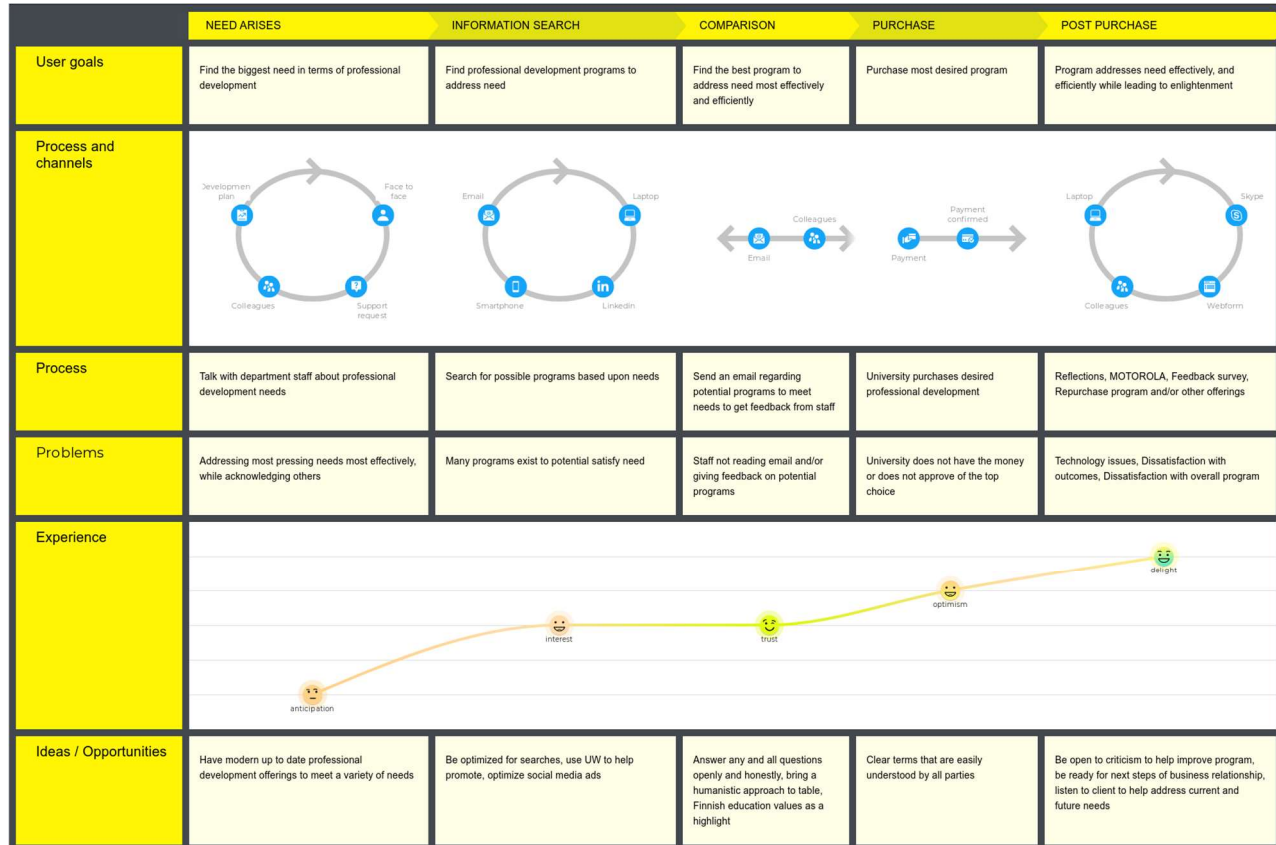 NEED ARISES
INFORMATION SEARCH
COMPARISON
PURCHASE
POST PURCHASE
User goals
Find the biggest need in terms of professional
development
Find professional development programs to
address need
Find the best program to
address need most effectively
and efficiently
Purchase most desired program
Program addresses need effectively, and
efficiently while leading to enlightenment
Process and
channels
Developmen
plan
Face to
face
Colleagues
Support
request
Email
Laptop
Smartphone
LinkedIn
Colleagues
Email
Payment
confirmed
Payment
Laptop
Skype
Colleagues
Webform
Process
Talk with department staff about professional
development needs
Search for possible programs based upon needs
Send an email regarding
potential programs to meet
needs to get feedback from staff
University purchases desired
professional development
Reflections, MOTOROLA, Feedback survey,
Repurchase program and/or other offerings
Problems
Addressing most pressing needs most effectively,
while acknowledging others
Many programs exist to potential satisfy need
Staff not reading email and/or
giving feedback on potential
programs
University does not have the money
or does not approve of the top
choice
Technology issues, Dissatisfaction with
outcomes, Dissatisfaction with overall program
Experience
anticipation
interest
trust
optimism
delight
Ideas / Opportunities
Have modern up to date professional
development offerings to meet a variety of needs
Be optimized for searches, use UW to help
promote, optimize social media ads
Answer any and all questions
openly and honestly, bring a
humanistic approach to table,
Finnish education values as a
highlight
Clear terms that are easily
understood by all parties
Be open to criticism to help improve program,
be ready for next steps of business relationship,
listen to client to help address current and
future needs